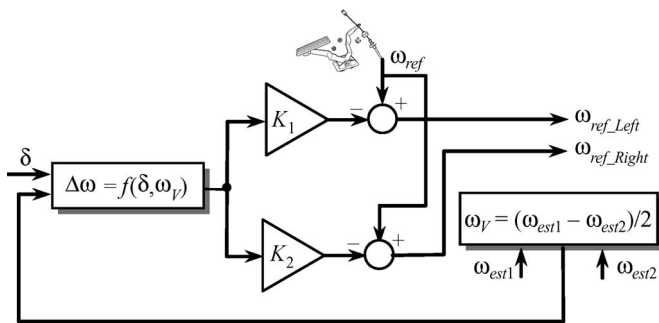 ω_ref
K_1
−
+
ω_ref_Left
ω_ref_Right
δ
Δω = f(δ,ω_V)
K_2
−
+
ω_V = (ω_est1 − ω_est2)/2
ω_est1
ω_est2